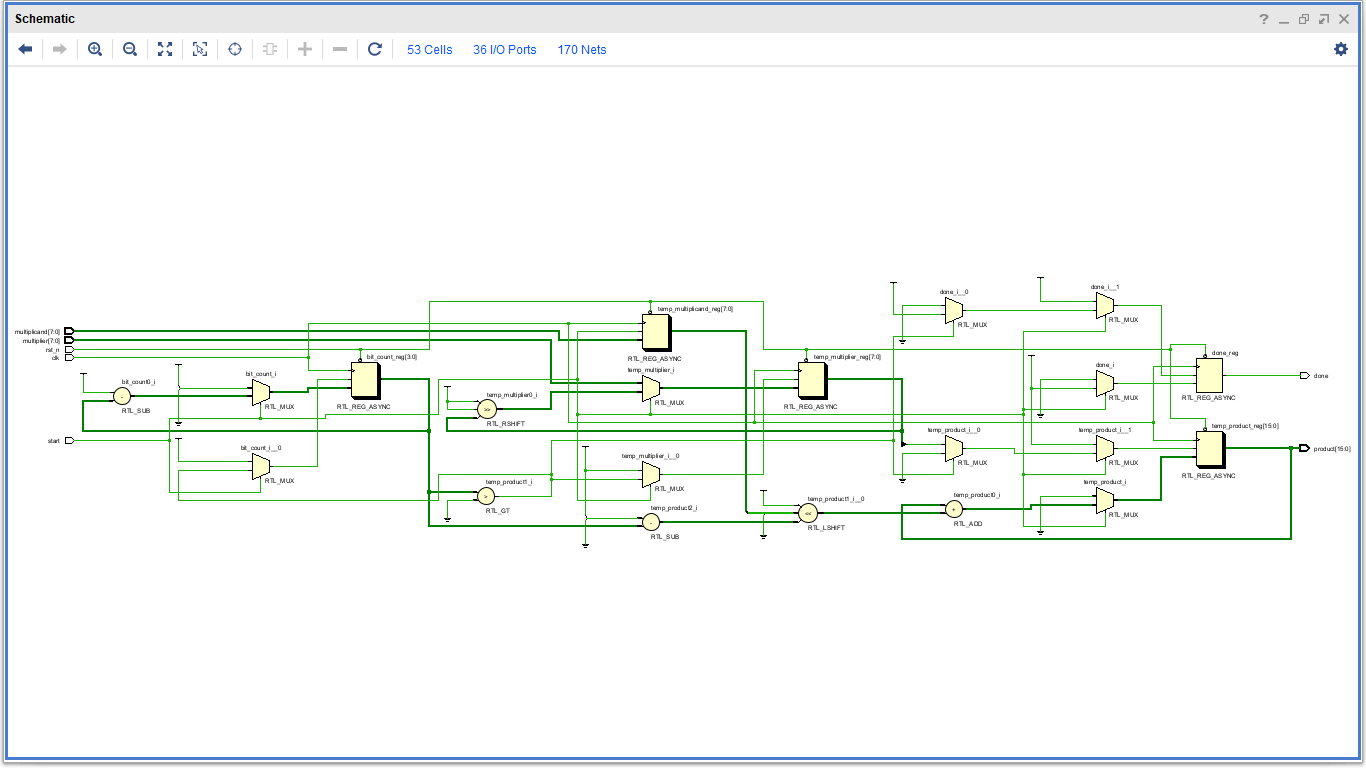 Schematic
53 Cells 36 I/O Ports 170 Nets
multiplicand[7:0]
multiplier[7:0]
rst_n
clk
start
bit_count0_i
-
RTL_SUB
bit_count_i
RTL_MUX
bit_count_i__0
RTL_MUX
bit_count_reg[3:0]
RTL_REG_ASYNC
temp_multiplier0_i
>>
RTL_RSHIFT
temp_product1_i
>
RTL_GT
temp_multiplicand_reg[7:0]
RTL_REG_ASYNC
temp_multiplier_i
RTL_MUX
temp_multiplier_i__0
RTL_MUX
temp_product2_i
-
RTL_SUB
temp_multiplier_reg[7:0]
RTL_REG_ASYNC
temp_product1_i__0
<<
RTL_LSHIFT
done_i__0
RTL_MUX
temp_product_i__0
RTL_MUX
temp_product0_i
+
RTL_ADD
done_i__1
RTL_MUX
done_i
RTL_MUX
temp_product_i__1
RTL_MUX
temp_product_i
RTL_MUX
done_reg
RTL_REG_ASYNC
temp_product_reg[15:0]
RTL_REG_ASYNC
done
product[15:0]